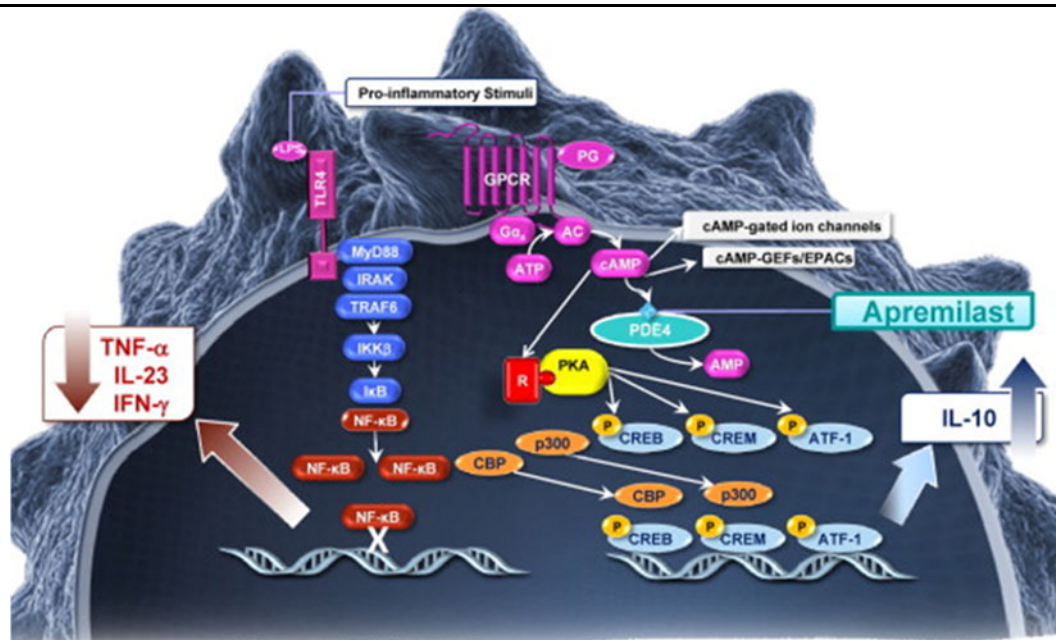 Pro-inflammatory Stimuli
LPS
TLR4
GPCR
PG
MyD88
IRAK
TRAF6
IKKβ
IκB
NF-κB
NF-κB
NF-κB
NF-κB
X
Gαs
AC
ATP
cAMP
cAMP-gated ion channels
cAMP-GEFs/EPACs
Apremilast
PDE4
AMP
R
PKA
P
CREB
P
CREM
P
ATF-1
p300
CBP
CBP
p300
P
CREB
P
CREM
P
ATF-1
TNF-α
IL-23
IFN-γ
IL-10